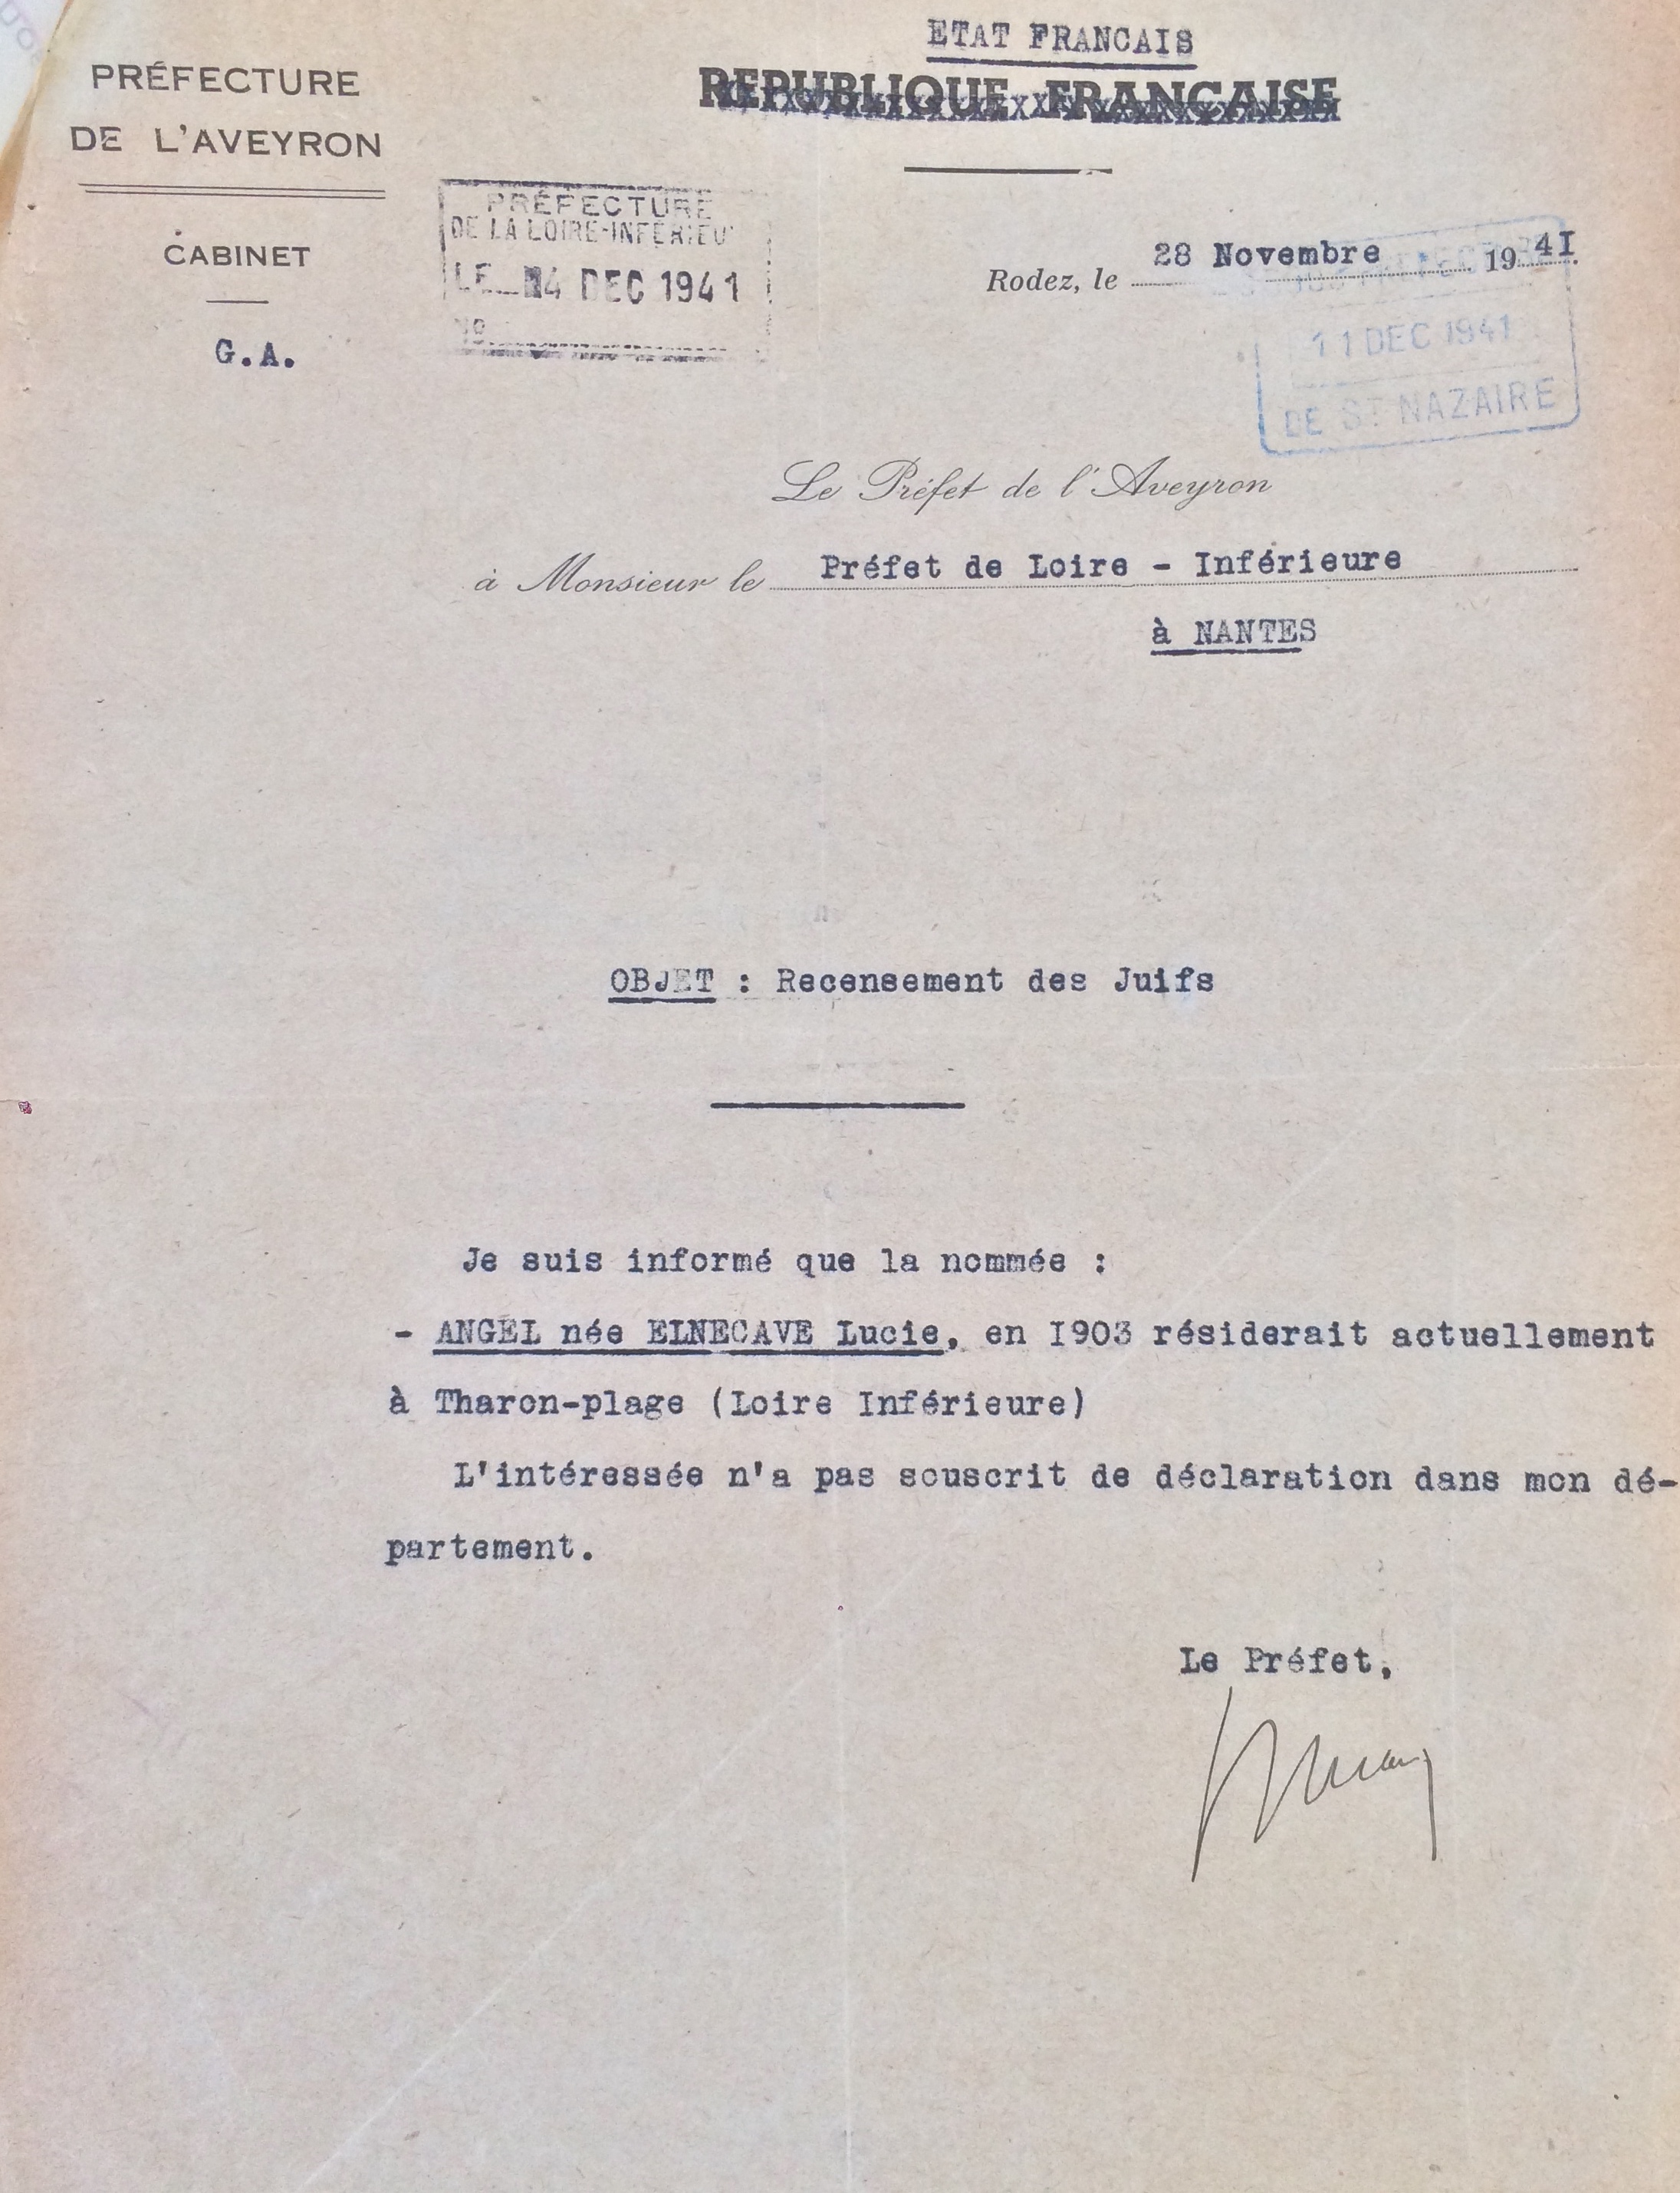 ETAT FRANCAIS
REPUBLIQUE FRANÇAISE
PRÉFECTURE
DE L'AVEYRON
CABINET
G.A.
PRÉFECTURE
DE LA LOIRE-INFÉRIEU
LE 4 DEC 1941
No
Rodez, le 28 Novembre 1941
11 DEC 1941
DE ST NAZAIRE
Le Préfet de l'Aveyron
à Monsieur le Préfet de Loire - Inférieure
à NANTES
OBJET : Recensement des Juifs
Je suis informé que la nommée :
- ANGEL née ELNECAVE Lucie, en 1903 résiderait actuellement
à Tharon-plage (Loire Inférieure)
L'intéressée n'a pas souscrit de déclaration dans mon dé-
partement.
Le Préfet,